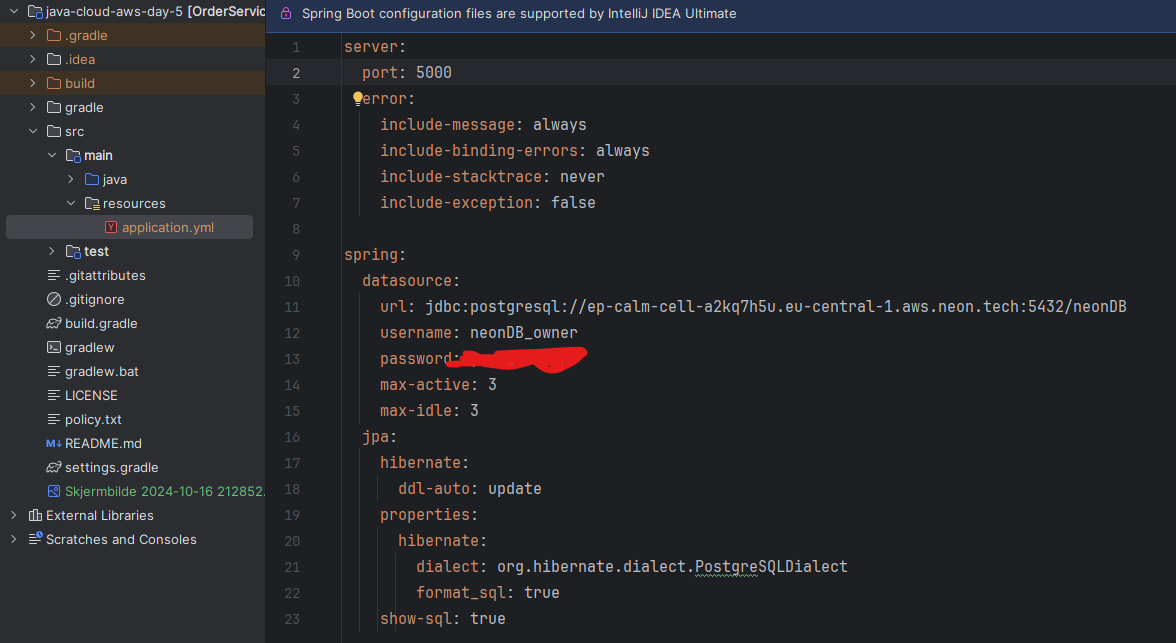 java-cloud-aws-day-5 [OrderServic
.gradle
.idea
build
gradle
src
main
java
resources
application.yml
test
.gitattributes
.gitignore
build.gradle
gradlew
gradlew.bat
LICENSE
policy.txt
M↓ README.md
settings.gradle
Skjermbilde 2024-10-16 212852.
External Libraries
Scratches and Consoles
Spring Boot configuration files are supported by IntelliJ IDEA Ultimate
1 server:
2 port: 5000
3 error:
4 include-message: always
5 include-binding-errors: always
6 include-stacktrace: never
7 include-exception: false
8
9 spring:
10 datasource:
11 url: jdbc:postgresql://ep-calm-cell-a2kq7h5u.eu-central-1.aws.neon.tech:5432/neonDB
12 username: neonDB_owner
13 password:
14 max-active: 3
15 max-idle: 3
16 jpa:
17 hibernate:
18 ddl-auto: update
19 properties:
20 hibernate:
21 dialect: org.hibernate.dialect.PostgreSQLDialect
22 format_sql: true
23 show-sql: true